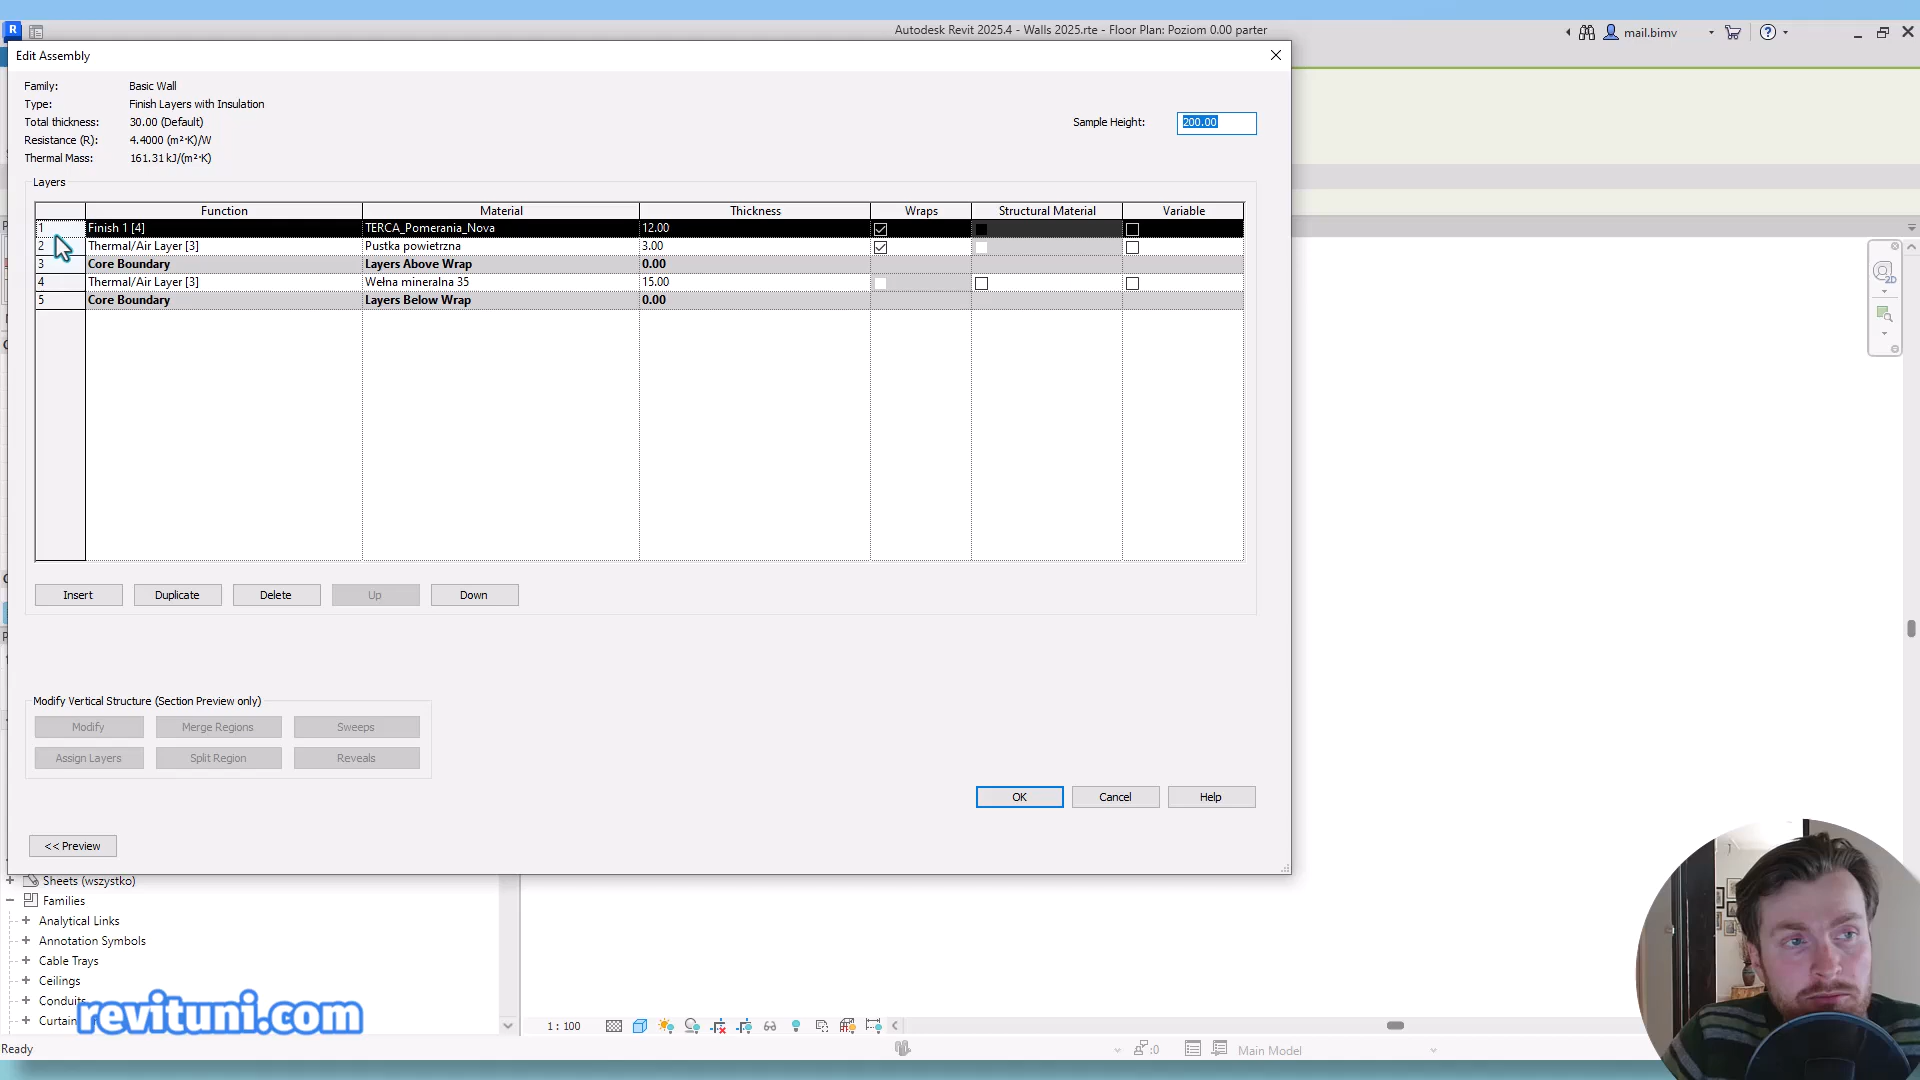 Autodesk Revit 2025.4 - Walls 2025.rte - Floor Plan: Poziom 0.00 parter
mail.bimv
Edit Assembly
Family: Basic Wall
Type: Finish Layers with Insulation
Total thickness: 30.00 (Default)
Sample Height: 200.00
Resistance (R): 4.4000 (m²·K)/W
Thermal Mass: 161.31 kJ/(m²·K)
Layers
Function Material Thickness Wraps Structural Material Variable
1 Finish 1 [4] TERCA_Pomerania_Nova 12.00
2 Thermal/Air Layer [3] Pustka powietrzna 3.00
3 Core Boundary Layers Above Wrap 0.00
4 Thermal/Air Layer [3] Wełna mineralna 35 15.00
5 Core Boundary Layers Below Wrap 0.00
Insert Duplicate Delete Up Down
Modify Vertical Structure (Section Preview only)
Modify Merge Regions Sweeps
Assign Layers Split Region Reveals
OK Cancel Help
<< Preview
Sheets (wszystko)
Families
Analytical Links
Annotation Symbols
Cable Trays
Ceilings
Conduits
Curtain
revituni.com
1 : 100
Ready
:0
Main Model